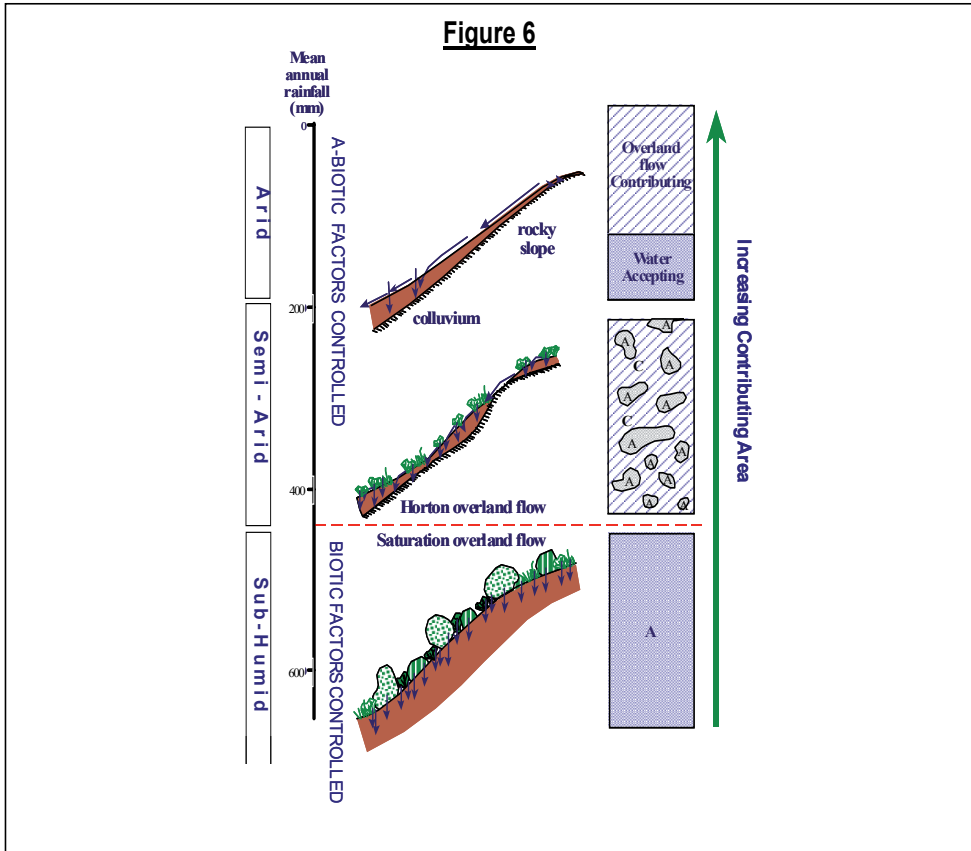 Figure 6
Mean
annual
rainfall
(mm)
0
200
400
600
Arid
Semi-Arid
Sub-Humid
A-BIOTIC FACTORS CONTROLLED
BIOTIC FACTORS CONTROLLED
rocky
slope
colluvium
Horton overland flow
Saturation overland flow
Overland
flow
Contributing
Water
Accepting
A
A
A
C
A
A
C
A
A
A
A
A
A
A
A
Increasing Contributing Area